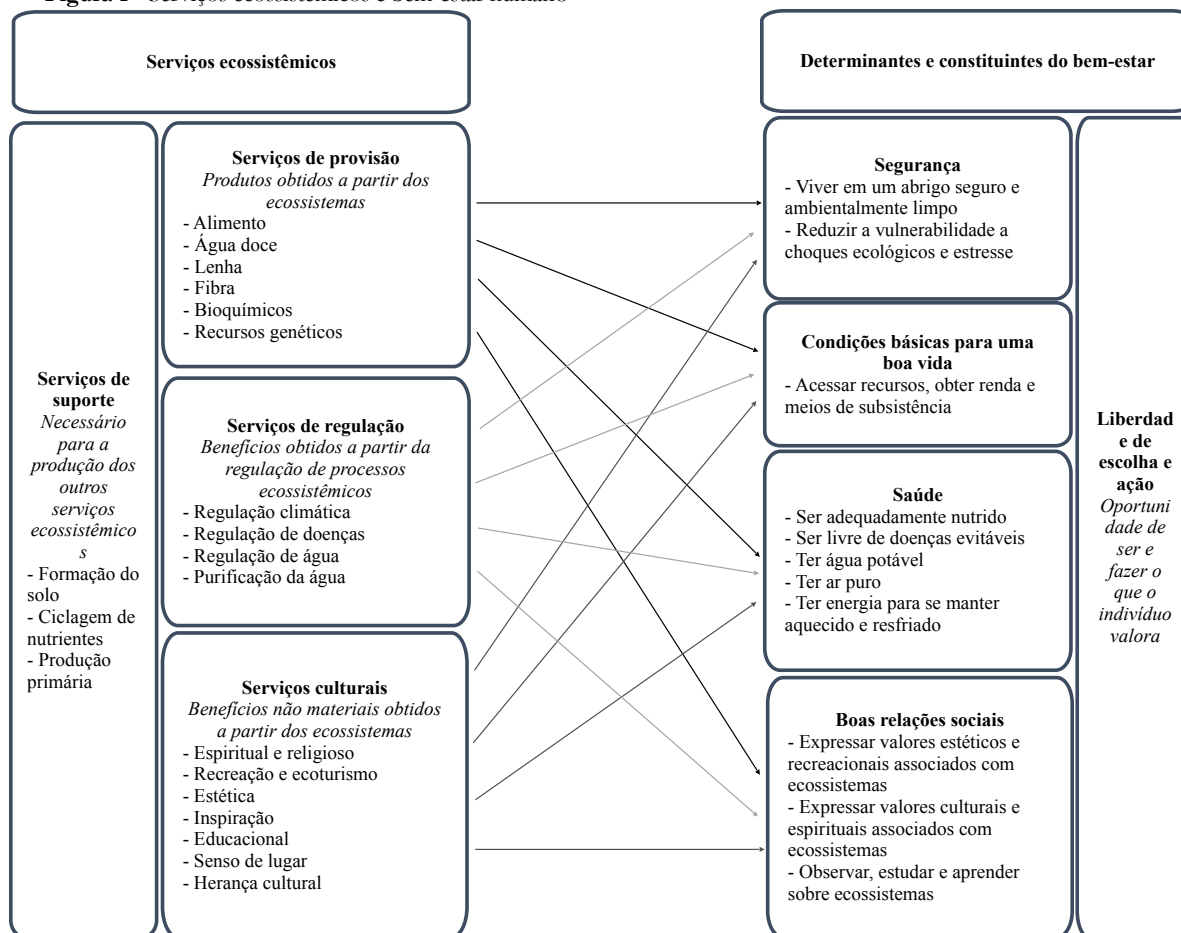 Figura 1- Serviços ecossistêmicos e bem-estar humano
Serviços ecossistêmicos
Serviços de
suporte
Necessário
para a
produção dos
outros
serviços
ecossistêmico
s
- Formação do
solo
- Ciclagem de
nutrientes
- Produção
primária
Serviços de provisão
Produtos obtidos a partir dos
ecossistemas
- Alimento
- Água doce
- Lenha
- Fibra
- Bioquímicos
- Recursos genéticos
Serviços de regulação
Benefícios obtidos a partir da
regulação de processos
ecossistêmicos
- Regulação climática
- Regulação de doenças
- Regulação de água
- Purificação da água
Serviços culturais
Benefícios não materiais obtidos
a partir dos ecossistemas
- Espiritual e religioso
- Recreação e ecoturismo
- Estética
- Inspiração
- Educacional
- Senso de lugar
- Herança cultural
Determinantes e constituintes do bem-estar
Segurança
- Viver em um abrigo seguro e
ambientalmente limpo
- Reduzir a vulnerabilidade a
choques ecológicos e estresse
Condições básicas para uma
boa vida
- Acessar recursos, obter renda e
meios de subsistência
Saúde
- Ser adequadamente nutrido
- Ser livre de doenças evitáveis
- Ter água potável
- Ter ar puro
- Ter energia para se manter
aquecido e resfriado
Boas relações sociais
- Expressar valores estéticos e
recreacionais associados com
ecossistemas
- Expressar valores culturais e
espirituais associados com
ecossistemas
- Observar, estudar e aprender
sobre ecossistemas
Liberdad
e de
escolha e
ação
Oportuni
dade de
ser e
fazer o
que o
indivíduo
valora